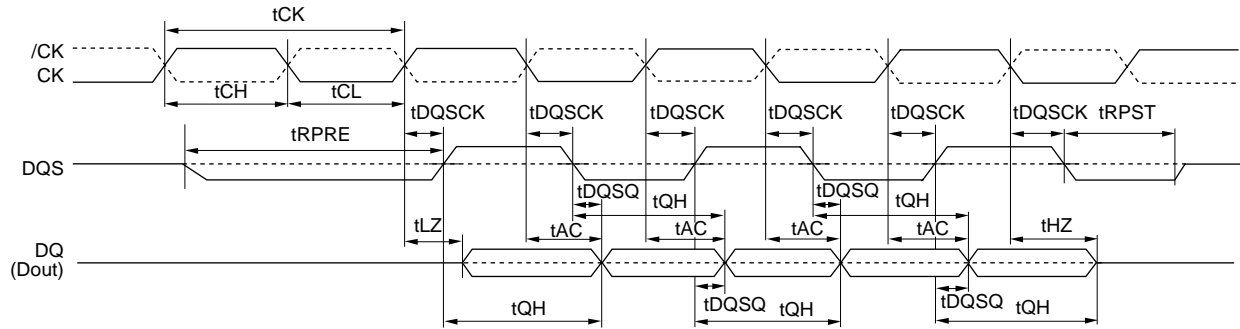 tCK
/CK
CK
tCH tCL
tDQSCK tDQSCK tDQSCK tDQSCK tDQSCK tDQSCK tRPST
tRPRE
DQS
tDQSQ tDQSQ
tQH tQH
tLZ tAC tAC tAC tAC tHZ
DQ
(Dout)
tDQSQ tDQSQ
tQH tQH tQH